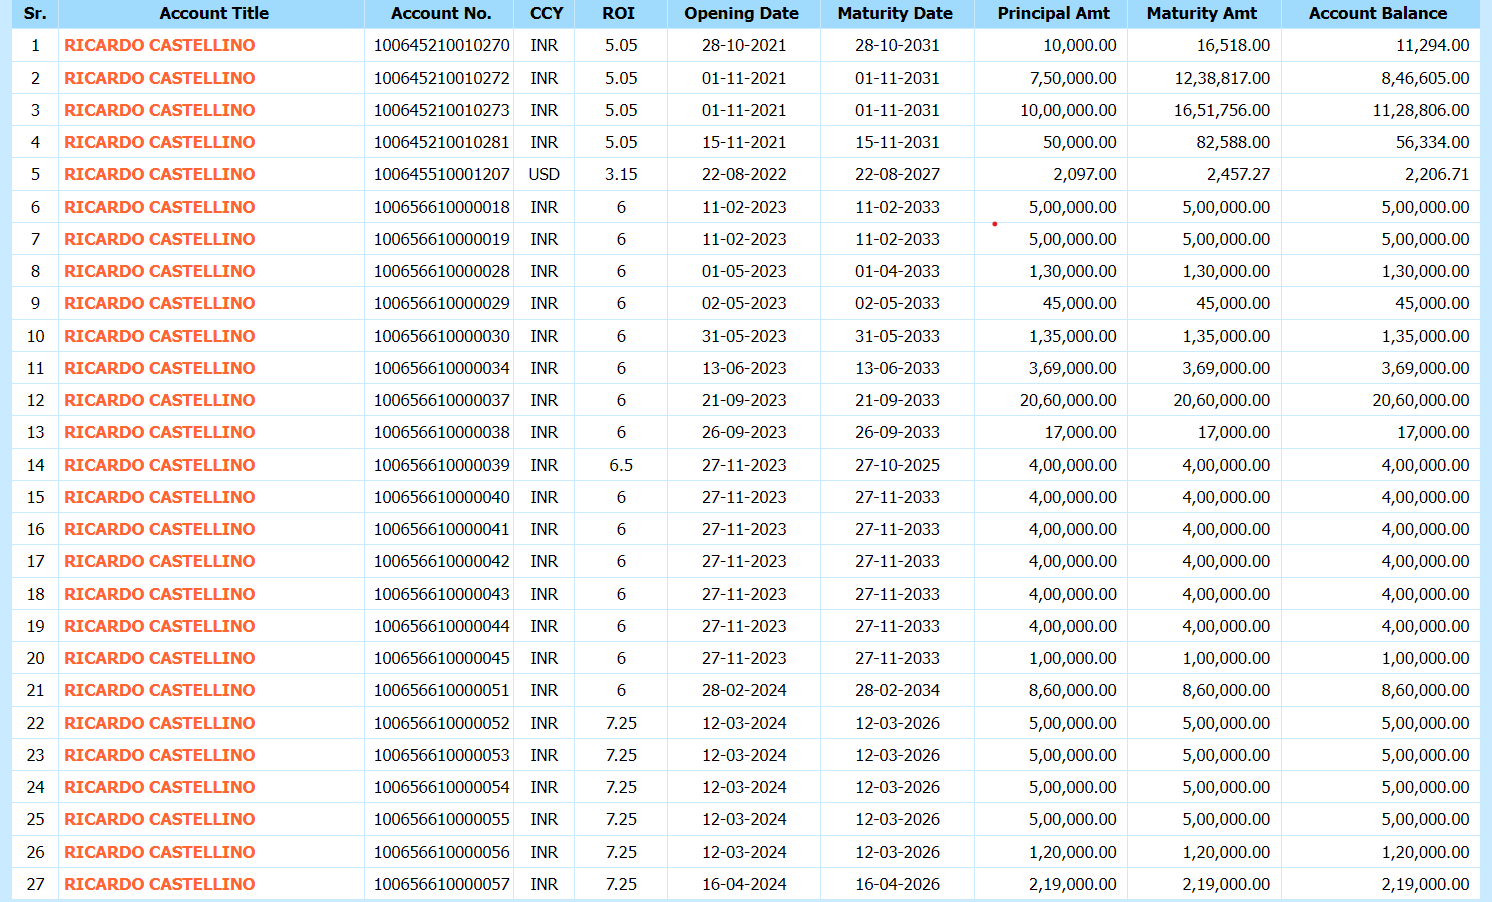 Sr. Account Title Account No. CCY ROI Opening Date Maturity Date Principal Amt Maturity Amt Account Balance
1 RICARDO CASTELLINO 100645210010270 INR 5.05 28-10-2021 28-10-2031 10,000.00 16,518.00 11,294.00
2 RICARDO CASTELLINO 100645210010272 INR 5.05 01-11-2021 01-11-2031 7,50,000.00 12,38,817.00 8,46,605.00
3 RICARDO CASTELLINO 100645210010273 INR 5.05 01-11-2021 01-11-2031 10,00,000.00 16,51,756.00 11,28,806.00
4 RICARDO CASTELLINO 100645210010281 INR 5.05 15-11-2021 15-11-2031 50,000.00 82,588.00 56,334.00
5 RICARDO CASTELLINO 100645510001207 USD 3.15 22-08-2022 22-08-2027 2,097.00 2,457.27 2,206.71
6 RICARDO CASTELLINO 100656610000018 INR 6 11-02-2023 11-02-2033 5,00,000.00 5,00,000.00 5,00,000.00
7 RICARDO CASTELLINO 100656610000019 INR 6 11-02-2023 11-02-2033 5,00,000.00 5,00,000.00 5,00,000.00
8 RICARDO CASTELLINO 100656610000028 INR 6 01-05-2023 01-04-2033 1,30,000.00 1,30,000.00 1,30,000.00
9 RICARDO CASTELLINO 100656610000029 INR 6 02-05-2023 02-05-2033 45,000.00 45,000.00 45,000.00
10 RICARDO CASTELLINO 100656610000030 INR 6 31-05-2023 31-05-2033 1,35,000.00 1,35,000.00 1,35,000.00
11 RICARDO CASTELLINO 100656610000034 INR 6 13-06-2023 13-06-2033 3,69,000.00 3,69,000.00 3,69,000.00
12 RICARDO CASTELLINO 100656610000037 INR 6 21-09-2023 21-09-2033 20,60,000.00 20,60,000.00 20,60,000.00
13 RICARDO CASTELLINO 100656610000038 INR 6 26-09-2023 26-09-2033 17,000.00 17,000.00 17,000.00
14 RICARDO CASTELLINO 100656610000039 INR 6.5 27-11-2023 27-10-2025 4,00,000.00 4,00,000.00 4,00,000.00
15 RICARDO CASTELLINO 100656610000040 INR 6 27-11-2023 27-11-2033 4,00,000.00 4,00,000.00 4,00,000.00
16 RICARDO CASTELLINO 100656610000041 INR 6 27-11-2023 27-11-2033 4,00,000.00 4,00,000.00 4,00,000.00
17 RICARDO CASTELLINO 100656610000042 INR 6 27-11-2023 27-11-2033 4,00,000.00 4,00,000.00 4,00,000.00
18 RICARDO CASTELLINO 100656610000043 INR 6 27-11-2023 27-11-2033 4,00,000.00 4,00,000.00 4,00,000.00
19 RICARDO CASTELLINO 100656610000044 INR 6 27-11-2023 27-11-2033 4,00,000.00 4,00,000.00 4,00,000.00
20 RICARDO CASTELLINO 100656610000045 INR 6 27-11-2023 27-11-2033 1,00,000.00 1,00,000.00 1,00,000.00
21 RICARDO CASTELLINO 100656610000051 INR 6 28-02-2024 28-02-2034 8,60,000.00 8,60,000.00 8,60,000.00
22 RICARDO CASTELLINO 100656610000052 INR 7.25 12-03-2024 12-03-2026 5,00,000.00 5,00,000.00 5,00,000.00
23 RICARDO CASTELLINO 100656610000053 INR 7.25 12-03-2024 12-03-2026 5,00,000.00 5,00,000.00 5,00,000.00
24 RICARDO CASTELLINO 100656610000054 INR 7.25 12-03-2024 12-03-2026 5,00,000.00 5,00,000.00 5,00,000.00
25 RICARDO CASTELLINO 100656610000055 INR 7.25 12-03-2024 12-03-2026 5,00,000.00 5,00,000.00 5,00,000.00
26 RICARDO CASTELLINO 100656610000056 INR 7.25 12-03-2024 12-03-2026 1,20,000.00 1,20,000.00 1,20,000.00
27 RICARDO CASTELLINO 100656610000057 INR 7.25 16-04-2024 16-04-2026 2,19,000.00 2,19,000.00 2,19,000.00